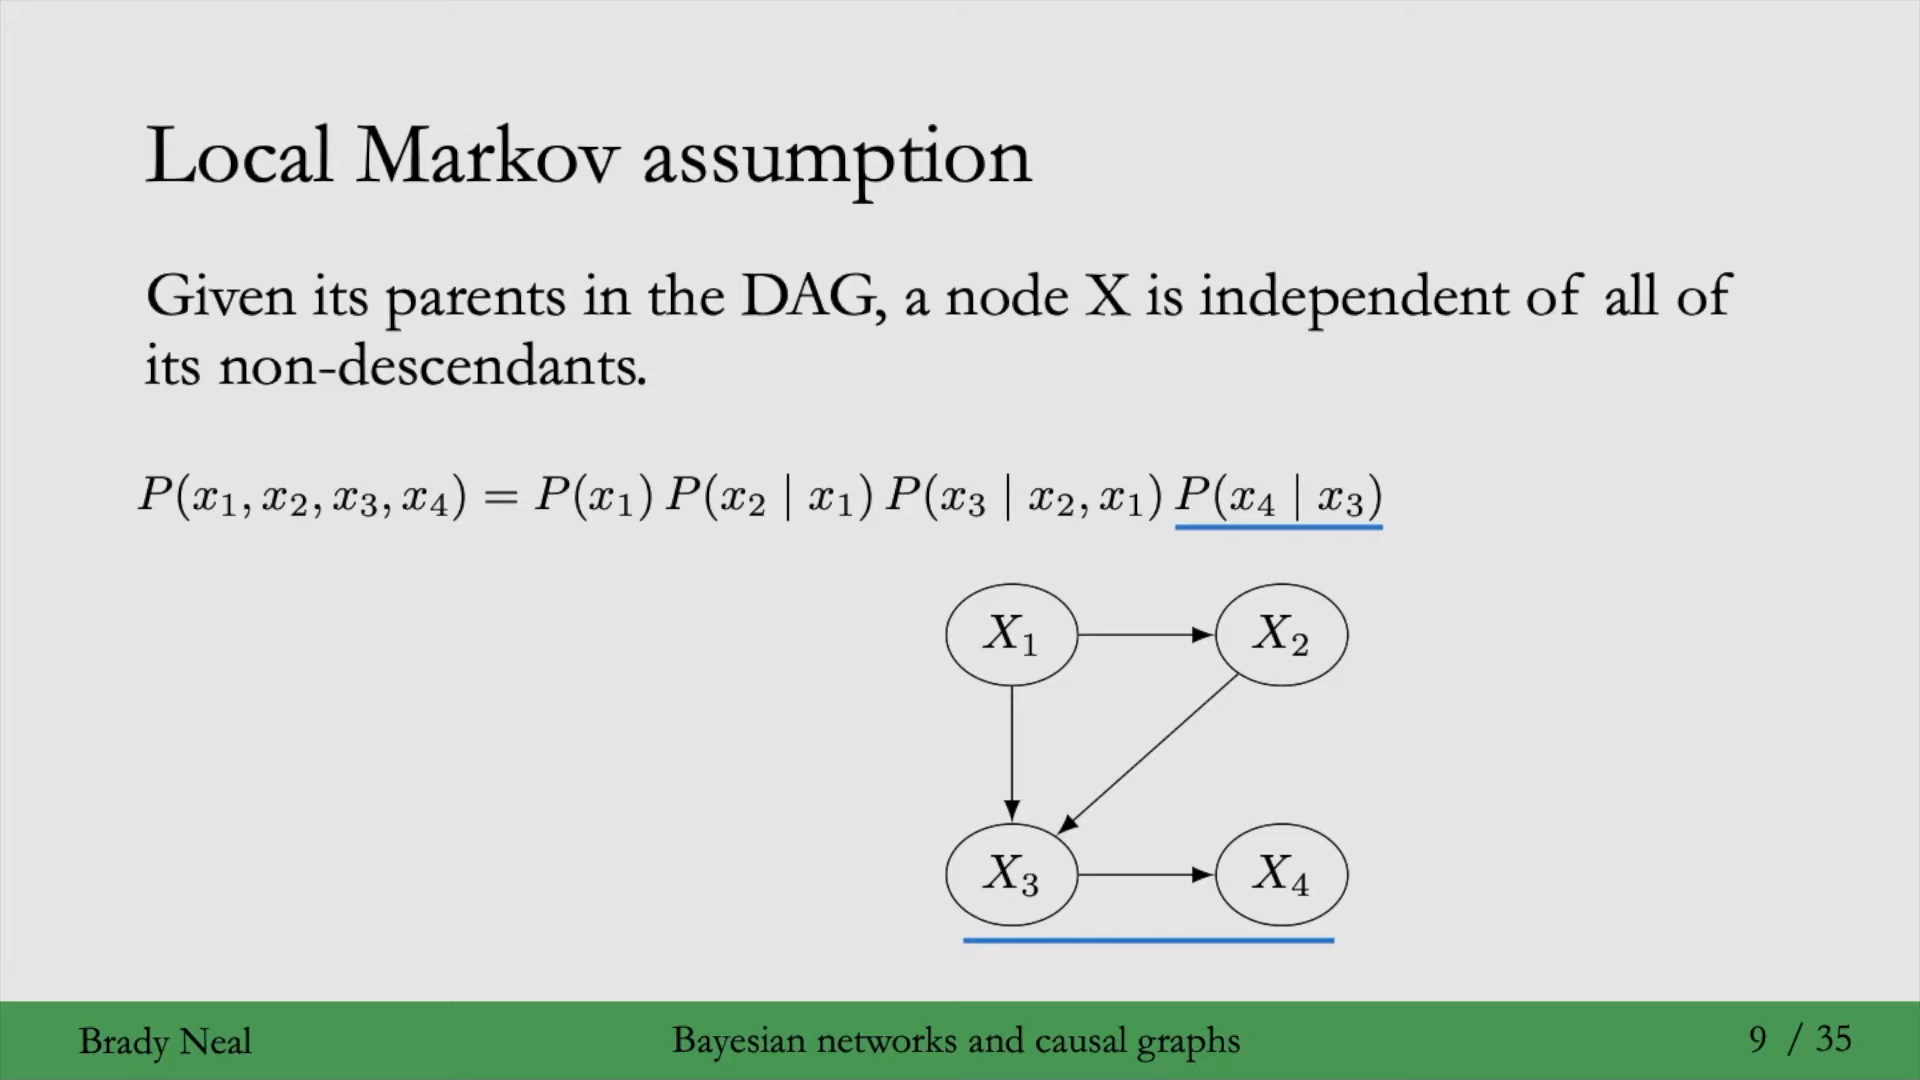 Local Markov assumption
Given its parents in the DAG, a node X is independent of all of
its non-descendants.
P(x₁, x₂, x₃, x₄) = P(x₁) P(x₂ | x₁) P(x₃ | x₂, x₁) P(x₄ | x₃)
X₁ X₂
X₃ X₄
Brady Neal Bayesian networks and causal graphs 9 / 35